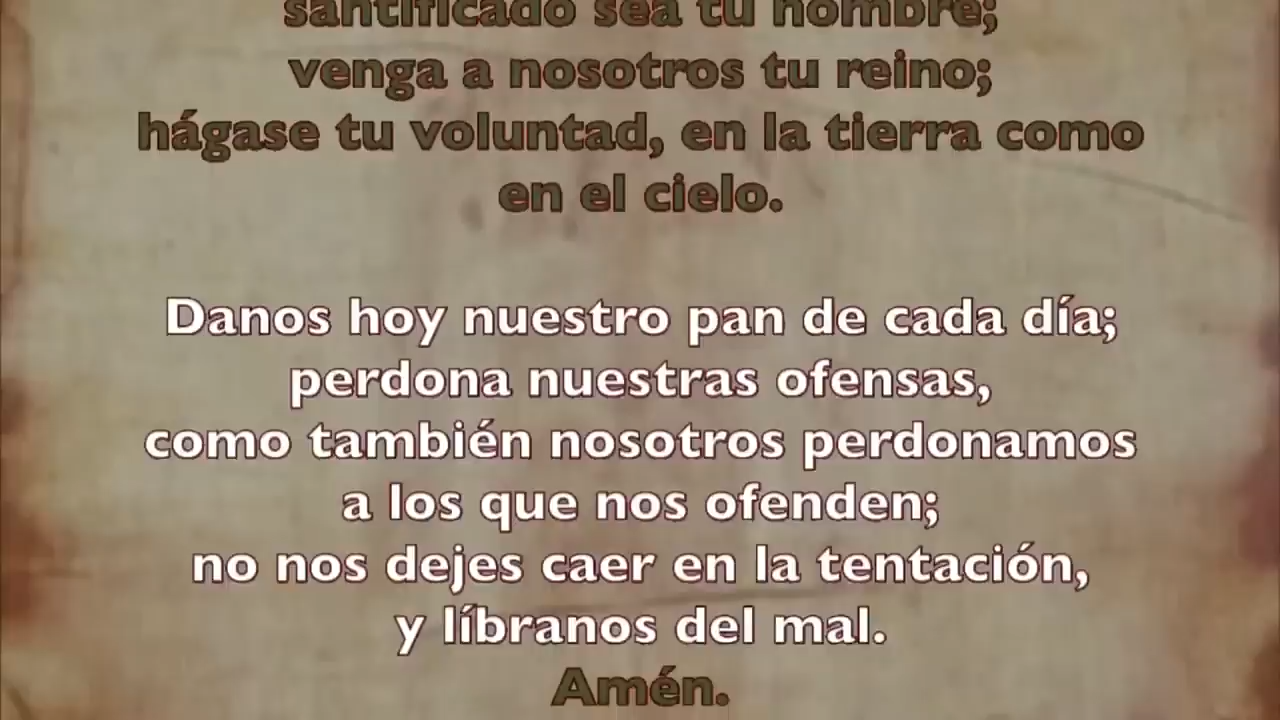 santificado sea tu nombre;
venga a nosotros tu reino;
hágase tu voluntad, en la tierra como
en el cielo.
Danos hoy nuestro pan de cada día;
perdona nuestras ofensas,
como también nosotros perdonamos
a los que nos ofenden;
no nos dejes caer en la tentación,
y líbranos del mal.
Amén.